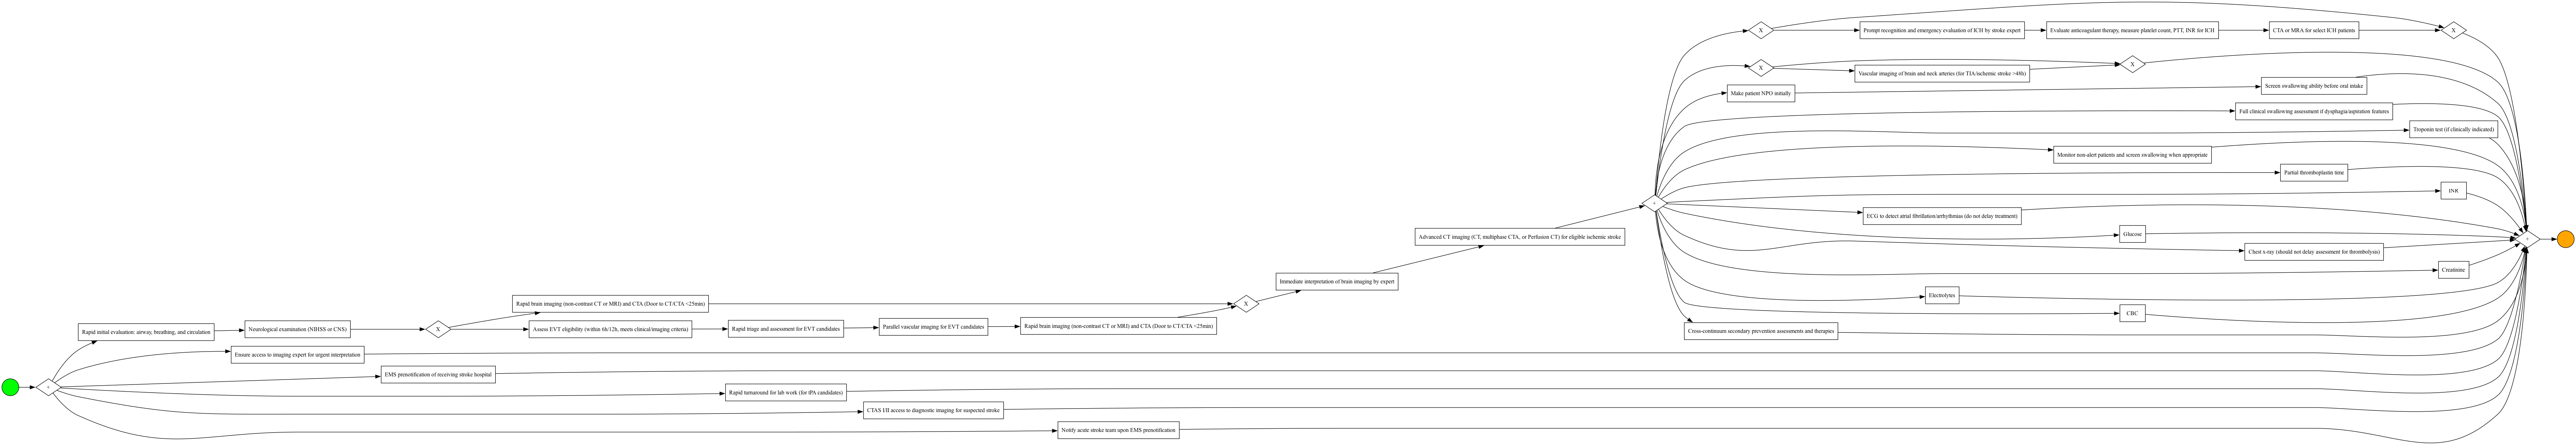 X
Prompt recognition and emergency evaluation of ICH by stroke expert
Evaluate anticoagulant therapy, measure platelet count, PTT, INR for ICH
CTA or MRA for select ICH patients
X
X
Vascular imaging of brain and neck arteries (for TIA/ischemic stroke >48h)
X
Make patient NPO initially
Screen swallowing ability before oral intake
Full clinical swallowing assessment if dysphagia/aspiration features
Troponin test (if clinically indicated)
Monitor non-alert patients and screen swallowing when appropriate
Partial thromboplastin time
INR
+
ECG to detect atrial fibrillation/arrhythmias (do not delay treatment)
Glucose
Advanced CT imaging (CT, multiphase CTA, or Perfusion CT) for eligible ischemic stroke
+
Chest x-ray (should not delay assessment for thrombolysis)
Creatinine
Immediate interpretation of brain imaging by expert
Electrolytes
Rapid brain imaging (non-contrast CT or MRI) and CTA (Door to CT/CTA <25min)
X
CBC
Rapid initial evaluation: airway, breathing, and circulation
Neurological examination (NIHSS or CNS)
X
Assess EVT eligibility (within 6h/12h, meets clinical/imaging criteria)
Rapid triage and assessment for EVT candidates
Parallel vascular imaging for EVT candidates
Rapid brain imaging (non-contrast CT or MRI) and CTA (Door to CT/CTA <25min)
Cross-continuum secondary prevention assessments and therapies
Ensure access to imaging expert for urgent interpretation
EMS prenotification of receiving stroke hospital
+
Rapid turnaround for lab work (for tPA candidates)
CTAS I/II access to diagnostic imaging for suspected stroke
Notify acute stroke team upon EMS prenotification